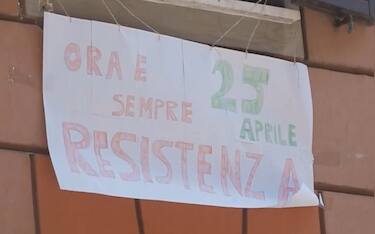 ORA E
SEMPRE
25
APRILE
RESISTENZA